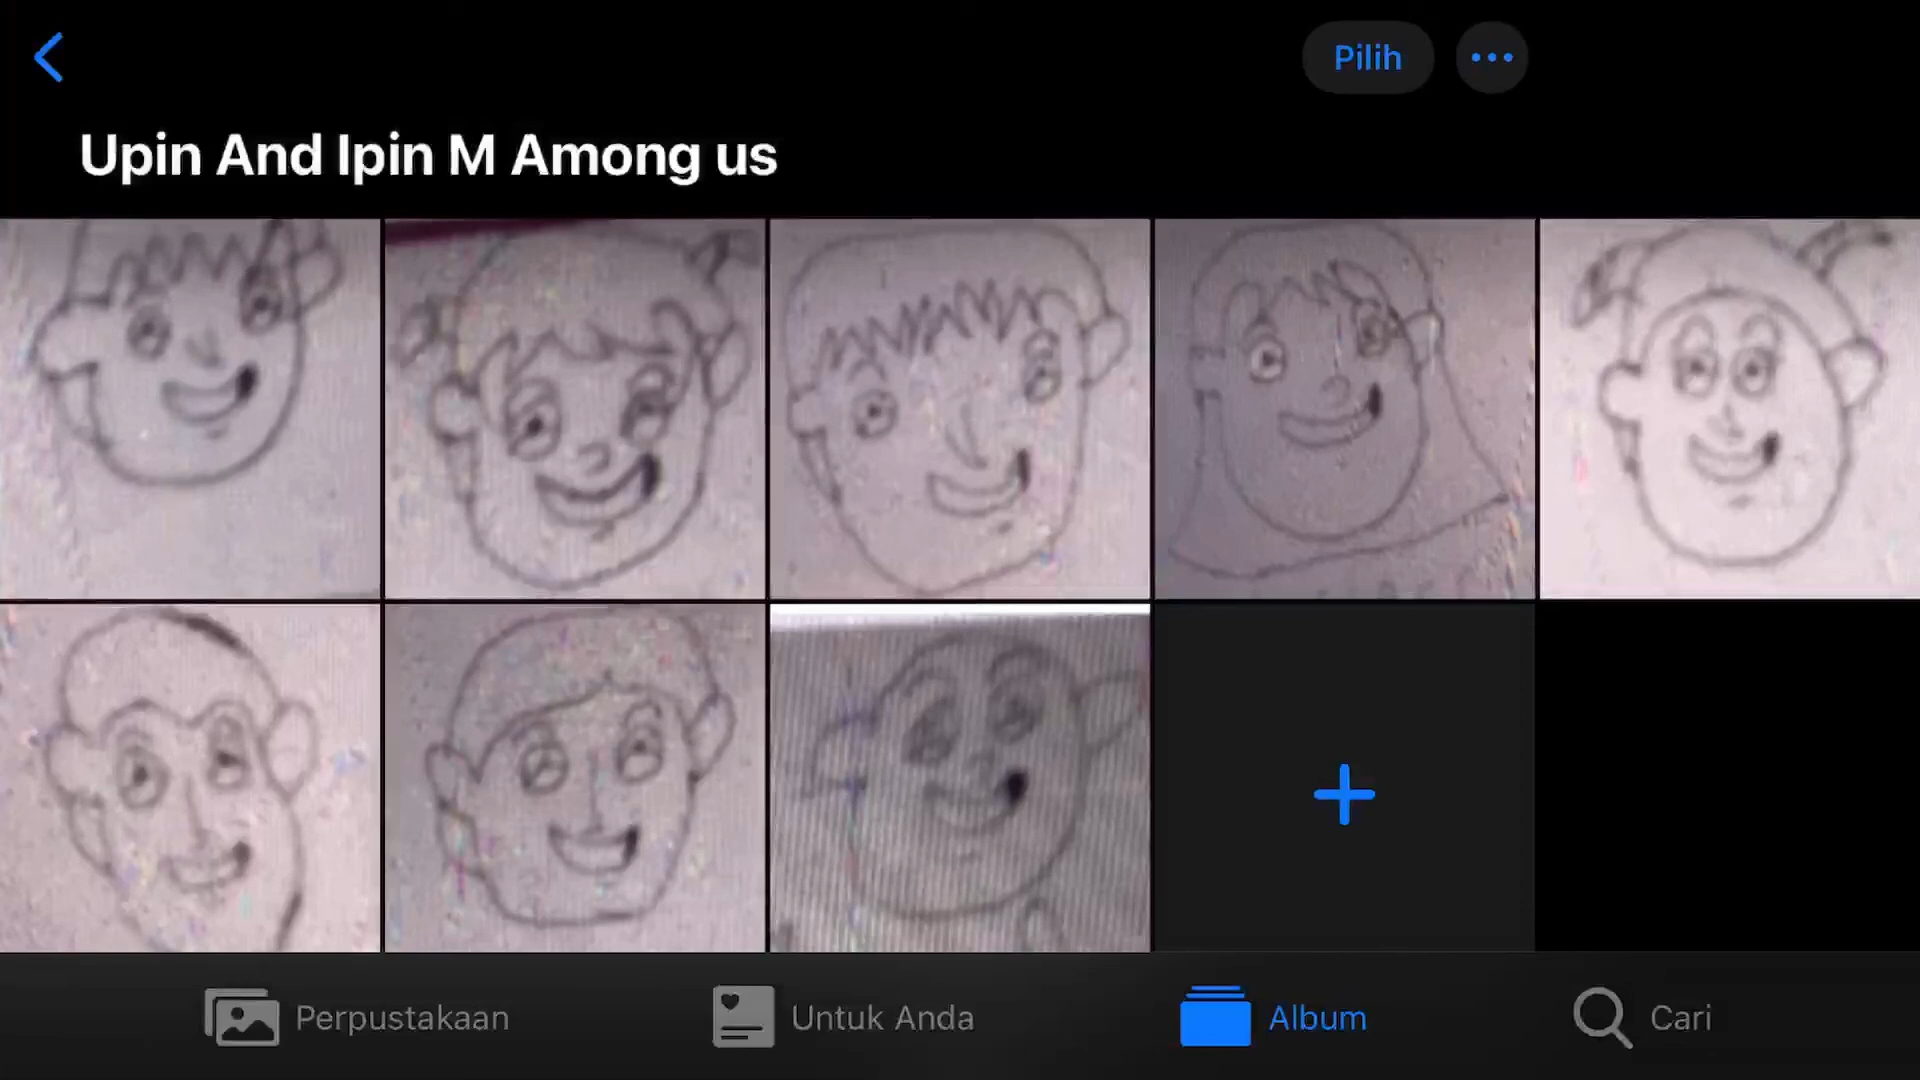 Pilih
Upin And Ipin M Among us
Perpustakaan
Untuk Anda
Album
Cari